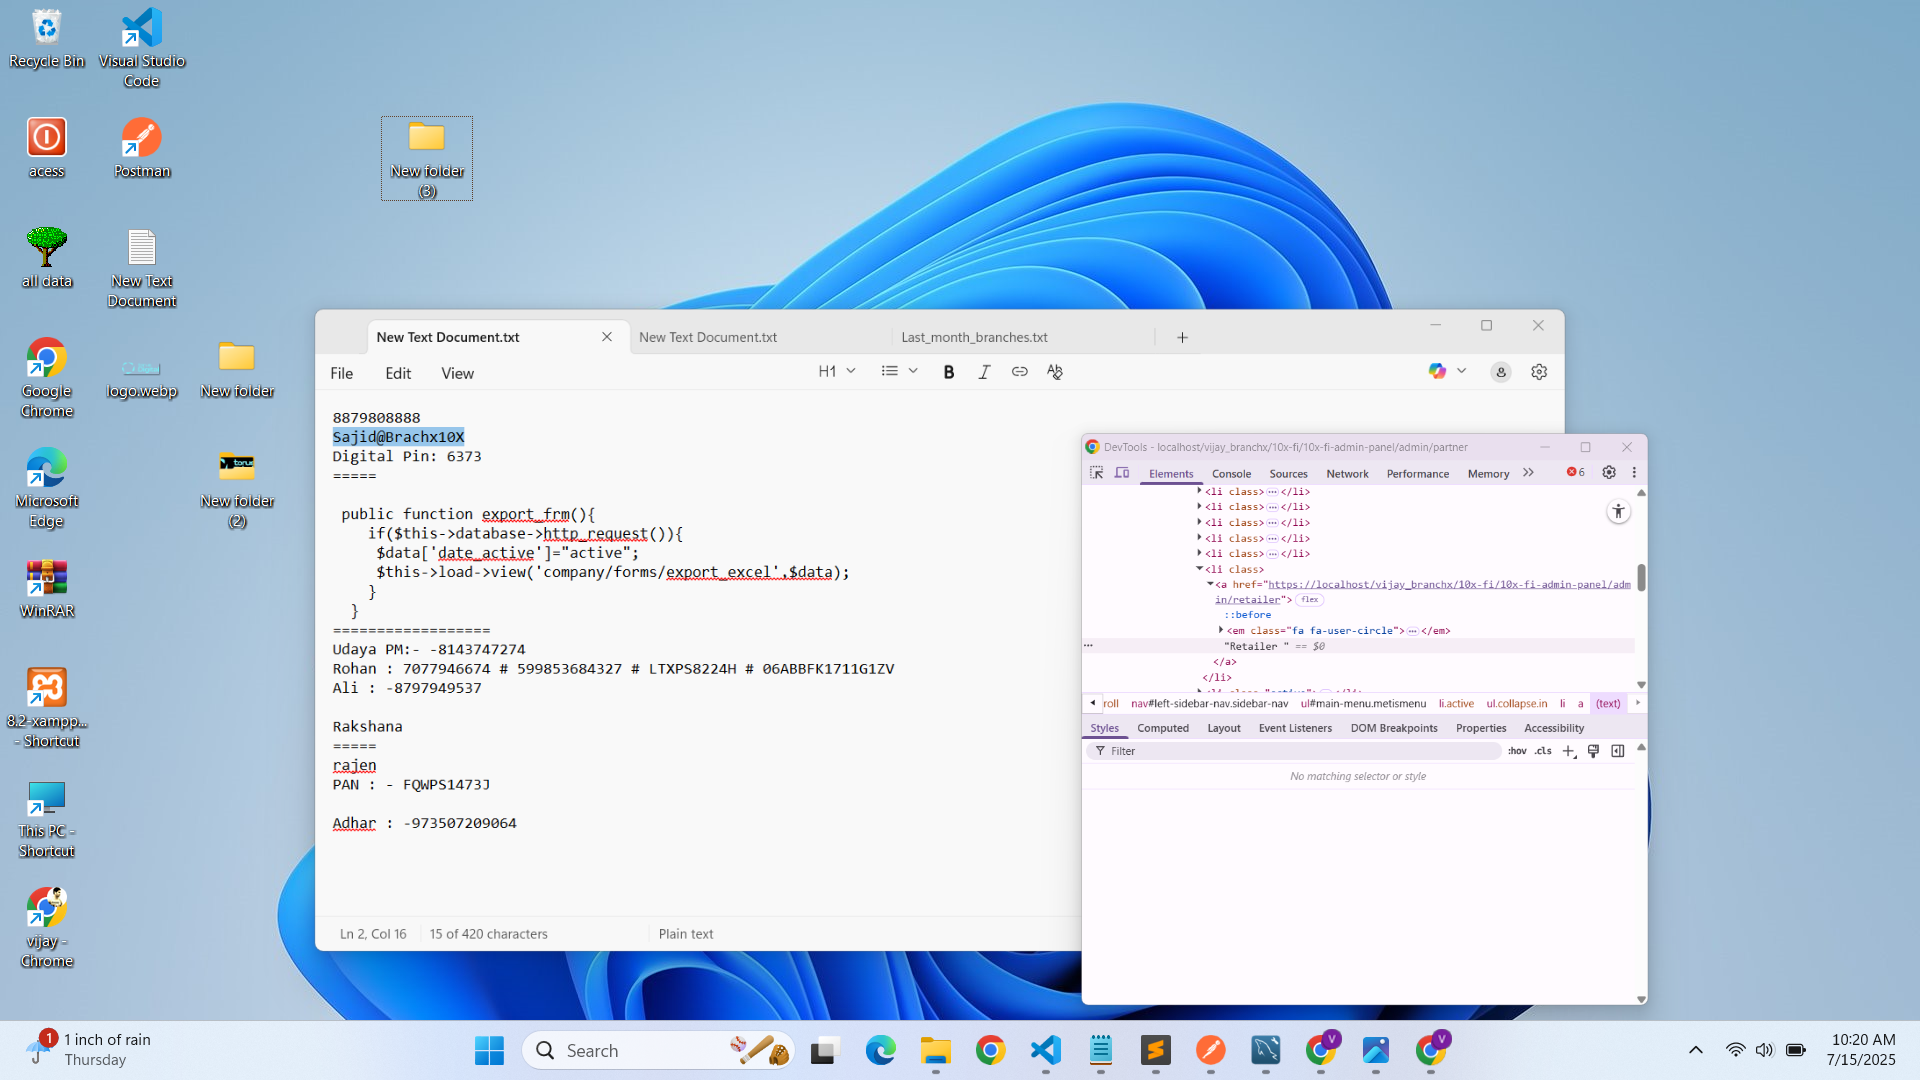 Recycle Bin
Visual Studio
Code
acess
Postman
New folder
(3)
all data
New Text
Document
Google
Chrome
logo.webp
New folder
Microsoft
Edge
New folder
(2)
WinRAR
8.2-xampp...
- Shortcut
This PC -
Shortcut
vijay -
Chrome
New Text Document.txt
New Text Document.txt
Last_month_branches.txt
File
Edit
View
H1
8879808888
Sajid@Brachx10X
Digital Pin: 6373
=====
public function export_frm(){
if($this->database->http_request()){
$data['date_active']="active";
$this->load->view('company/forms/export_excel',$data);
}
}
==================
Udaya PM:- -8143747274
Rohan : 7077946674 # 599853684327 # LTXPS8224H # 06ABBFK1711G1ZV
Ali : -8797949537
Rakshana
=====
rajen
PAN : - FQWPS1473J
Adhar : -973507209064
Ln 2, Col 16
15 of 420 characters
Plain text
DevTools - localhost/vijay_branchx/10x-fi/10x-fi-admin-panel/admin/partner
Elements
Console
Sources
Network
Performance
Memory
6
<li class>…</li>
<li class>…</li>
<li class>…</li>
<li class>…</li>
<li class>…</li>
<li class>
<a href="https://localhost/vijay_branchx/10x-fi/10x-fi-admin-panel/adm
in/retailer"> flex
::before
<em class="fa fa-user-circle">…</em>
"Retailer " == $0
</a>
</li>
roll nav#left-sidebar-nav.sidebar-nav ul#main-menu.metismenu li.active ul.collapse.in li a (text)
Styles
Computed
Layout
Event Listeners
DOM Breakpoints
Properties
Accessibility
Filter
:hov .cls
No matching selector or style
1
1 inch of rain
Thursday
Search
V
V
10:20 AM
7/15/2025